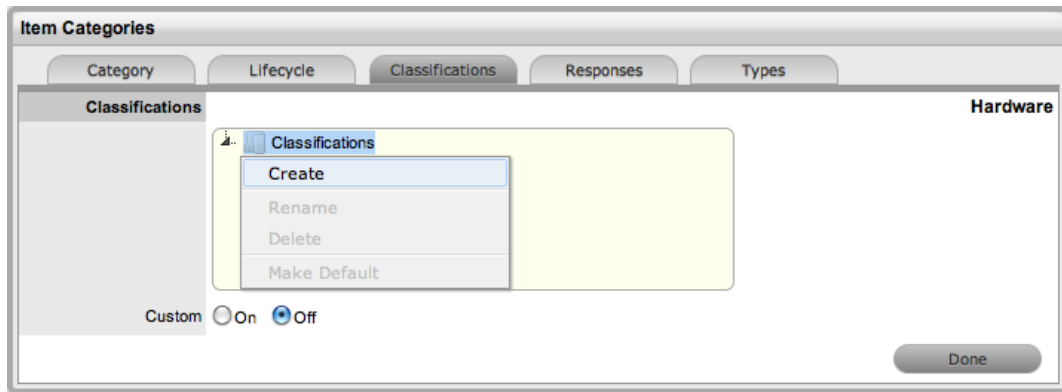 Item Categories
Category Lifecycle Classifications Responses Types
Classifications Hardware
Classifications
Create
Rename
Delete
Make Default
Custom On Off
Done